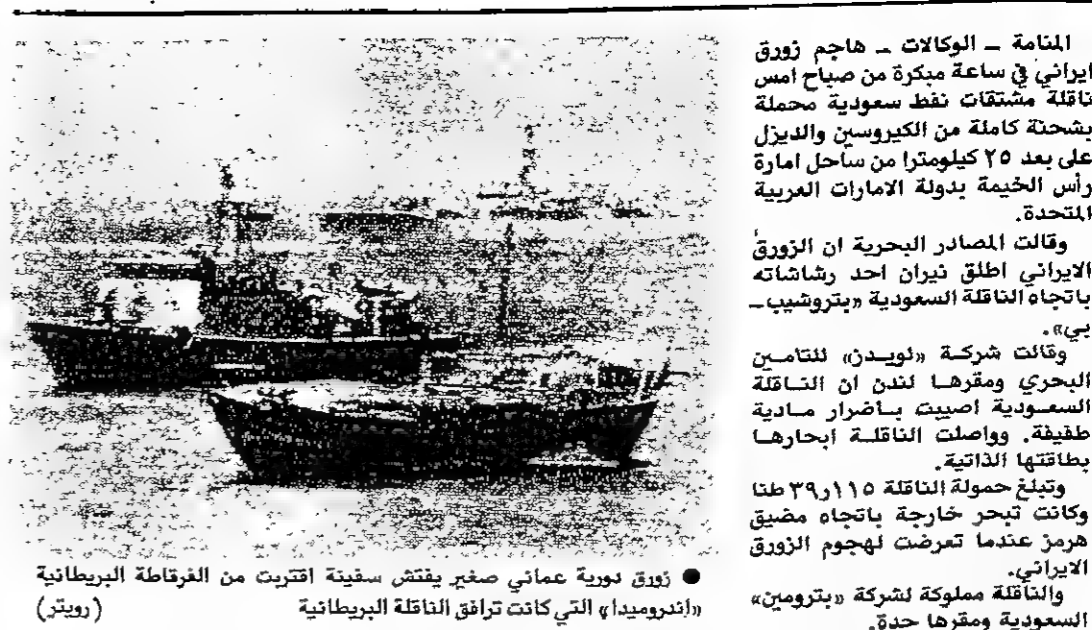 المنامة ــ الوكالات ــ هاجم زورق
ايراني في ساعة مبكرة من صباح امس
ناقلة مشتقات نفط سعودية محملة
بشحنة كاملة من الكيروسين والديزل
على بعد ٢٥ كيلومترا من ساحل امارة
رأس الخيمة بدولة الامارات العربية
المتحدة.
وقالت المصادر البحرية ان الزورق
الايراني اطلق نيران احد رشاشاته
باتجاه الناقلة السعودية «بتروشيب ــ
بي».
وقالت شركة «لويدن» للتامين
البحري ومقرها لندن ان الناقلة
السعودية اصيبت باضرار مادية
طفيفة. وواصلت الناقلة ابحارها
بطاقتها الذاتية.
وتبلغ حمولة الناقلة ٣٩٫١١٥ طنا
وكانت تبحر خارجة باتجاه مضيق
هرمز عندما تعرضت لهجوم الزورق
الايراني.
والناقلة مملوكة لشركة «بترومين»
السعودية ومقرها جدة.
● زورق دورية عماني صغير يفتش سفينة اقتربت من الفرقاطة البريطانية
«اندروميدا» التي كانت ترافق الناقلة البريطانية (رويتر)